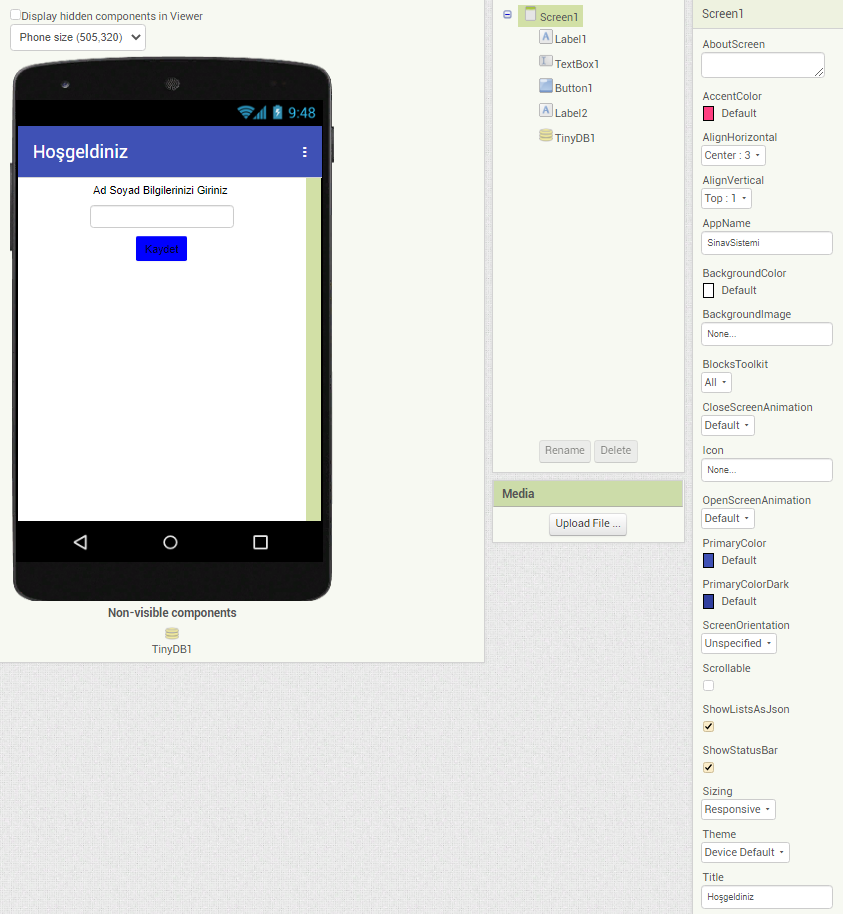 Display hidden components in Viewer
Phone size (505,320)
9:48
Hoşgeldiniz
Ad Soyad Bilgilerinizi Giriniz
Kaydet
Non-visible components
TinyDB1
Screen1
Label1
TextBox1
Button1
Label2
TinyDB1
Rename Delete
Media
Upload File ...
Screen1
AboutScreen
AccentColor
Default
AlignHorizontal
Center : 3
AlignVertical
Top : 1
AppName
SinavSistemi
BackgroundColor
Default
BackgroundImage
None...
BlocksToolkit
All
CloseScreenAnimation
Default
Icon
None...
OpenScreenAnimation
Default
PrimaryColor
Default
PrimaryColorDark
Default
ScreenOrientation
Unspecified
Scrollable
ShowListsAsJson
ShowStatusBar
Sizing
Responsive
Theme
Device Default
Title
Hoşgeldiniz